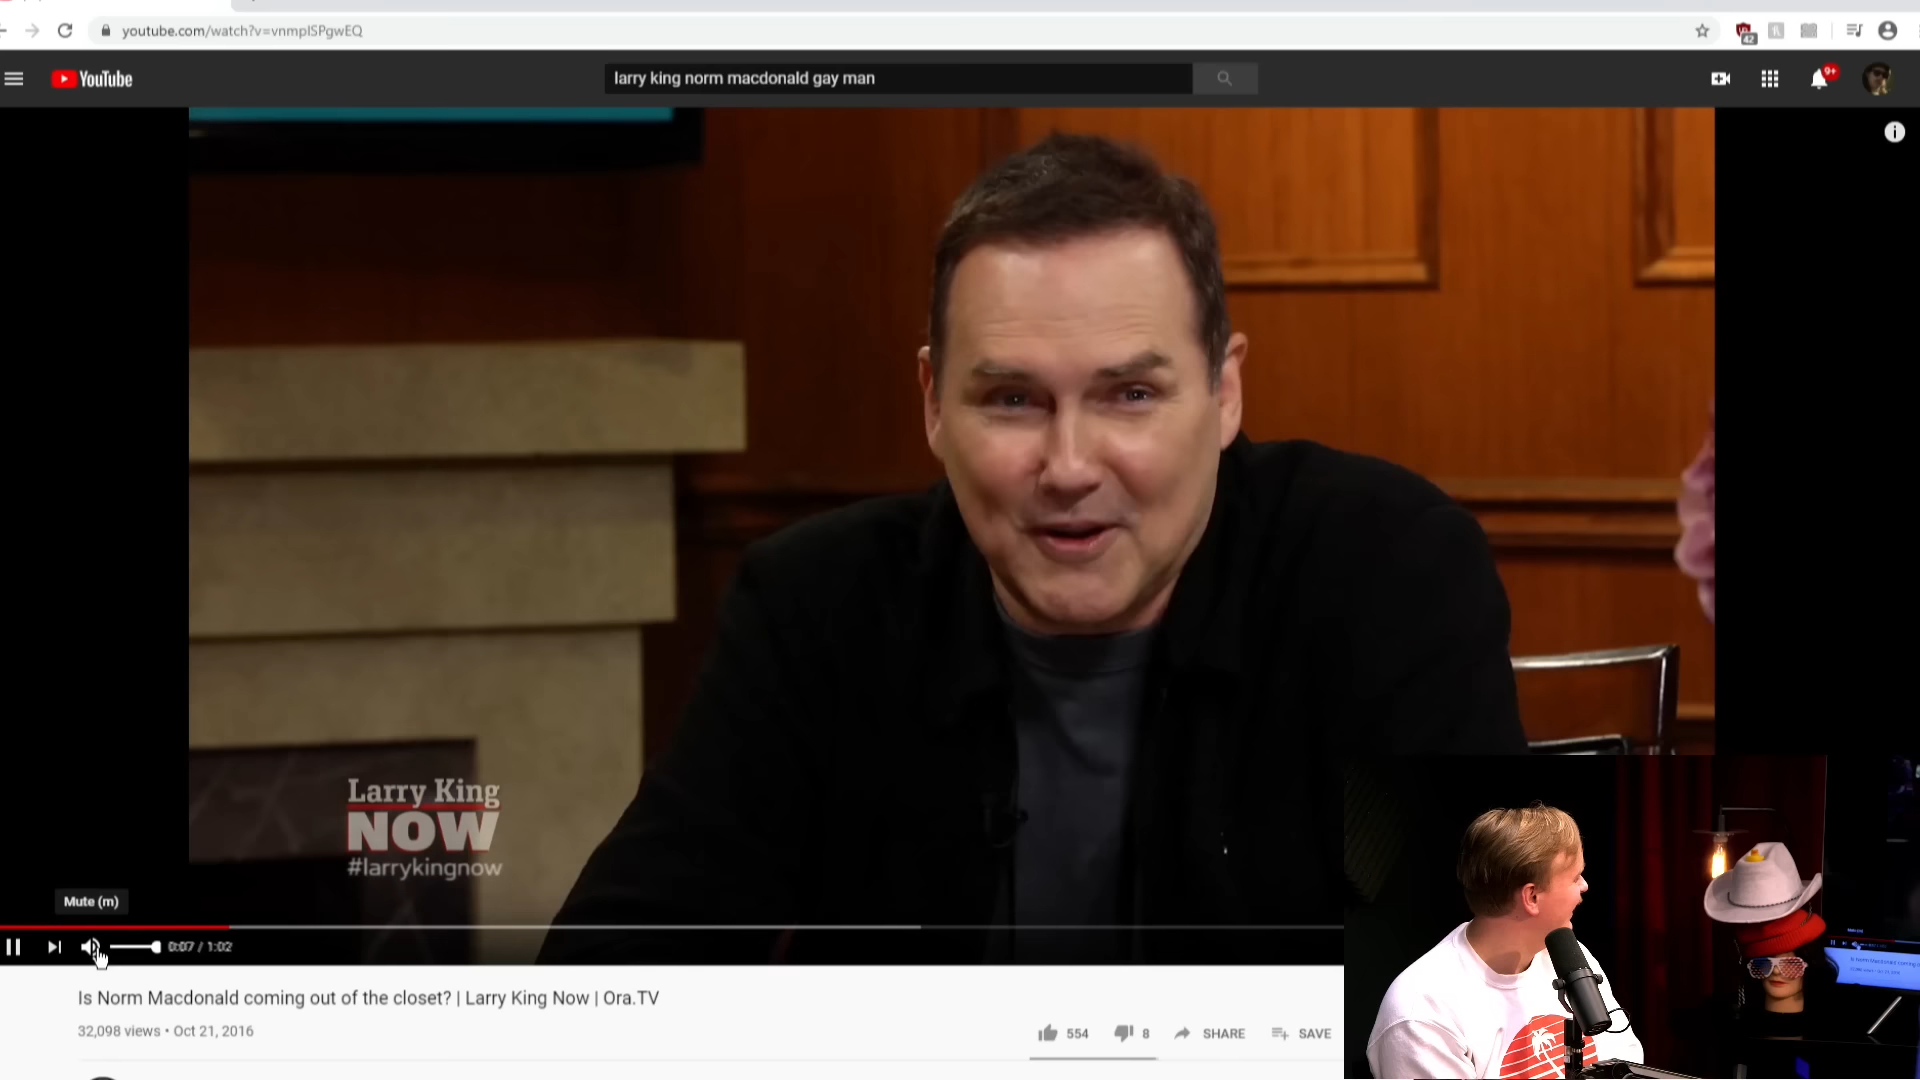 youtube.com/watch?v=vnmplSPgwEQ
42
YouTube
larry king norm macdonald gay man
9+
Larry King
NOW
#larrykingnow
Mute (m)
0:07 / 1:02
Is Norm Macdonald coming out of the closet? | Larry King Now | Ora.TV
32,098 views • Oct 21, 2016
554
8
SHARE
SAVE